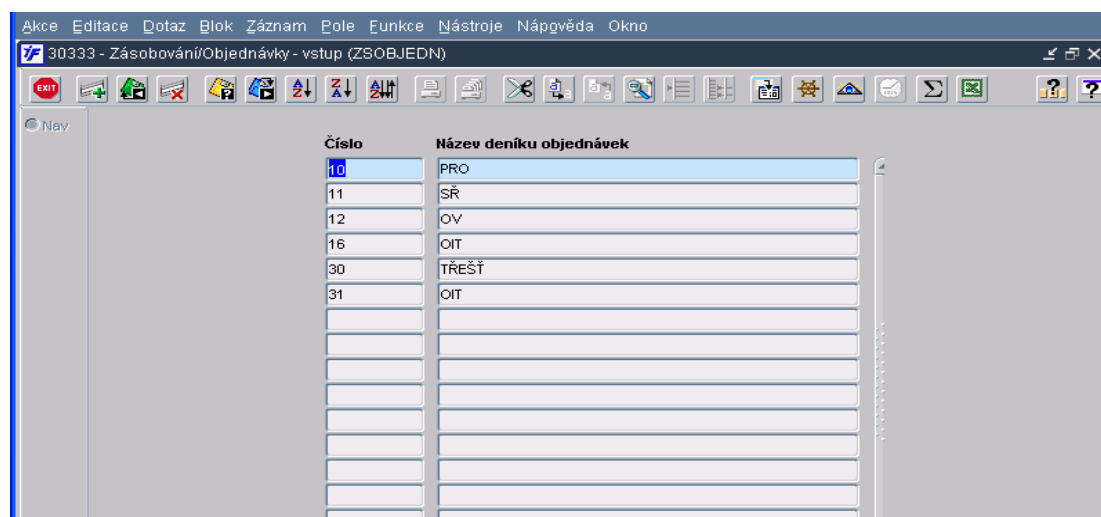 Akce Editace Dotaz Blok Záznam Pole Funkce Nástroje Nápověda Okno
30333 - Zásobování/Objednávky - vstup (ZSOBJEDN)
EXIT
Nav
Číslo Název deníku objednávek
10 PRO
11 SŘ
12 OV
16 OIT
30 TŘEŠŤ
31 OIT